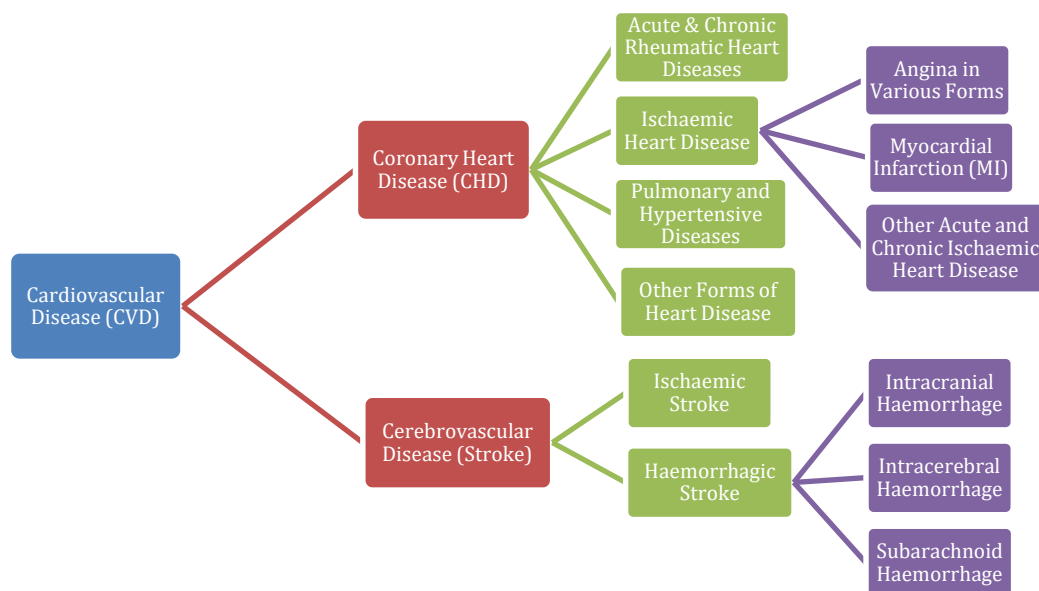 Cardiovascular
Disease (CVD)
Coronary Heart
Disease (CHD)
Cerebrovascular
Disease (Stroke)
Acute & Chronic
Rheumatic Heart
Diseases
Ischaemic
Heart Disease
Pulmonary and
Hypertensive
Diseases
Other Forms of
Heart Disease
Ischaemic
Stroke
Haemorrhagic
Stroke
Angina in
Various Forms
Myocardial
Infarction (MI)
Other Acute and
Chronic Ischaemic
Heart Disease
Intracranial
Haemorrhage
Intracerebral
Haemorrhage
Subarachnoid
Haemorrhage